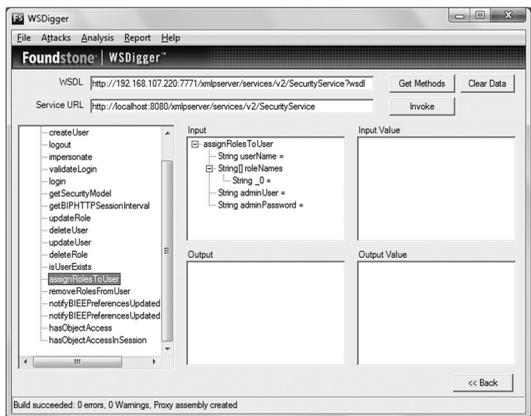 WSDigger
File Attacks Analysis Report Help
Foundstone | WSDigger™
WSDL http://192.168.107.220:7771/xmlpserver/services/v2/SecurityService?wsdl Get Methods Clear Data
Service URL http://localhost:8080/xmlpserver/services/v2/SecurityService Invoke
createUser
logout
impersonate
validateLogin
login
getSecurityModel
getBIPHTTPSessionInterval
updateRole
deleteUser
updateUser
deleteRole
isUserExists
assignRolesToUser
removeRolesFromUser
notifyBIEEPreferencesUpdated
notifyBIEEPreferencesUpdated
hasObjectAccess
hasObjectAccessInSession
Input
assignRolesToUser
String userName =
String[] roleNames
String _0 =
String adminUser =
String adminPassword =
Input Value
Output
Output Value
<< Back
Build succeeded: 0 errors, 0 Warnings, Proxy assembly created